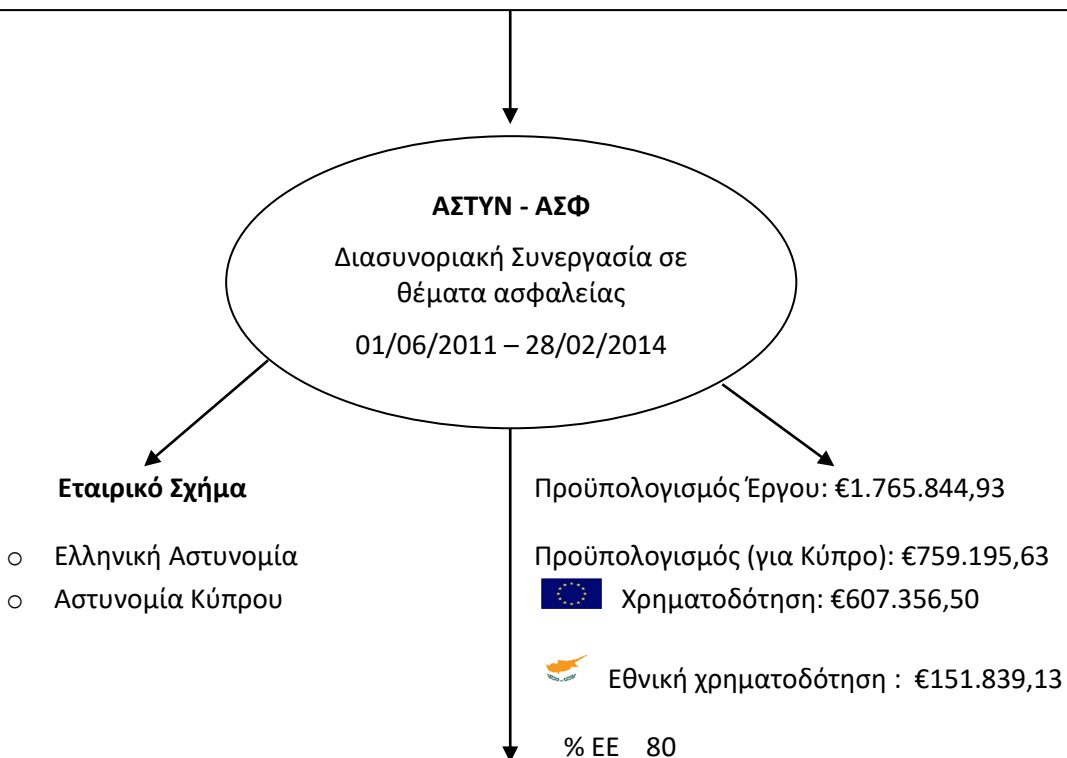 ΑΣΤΥΝ - ΑΣΦ
Διασυνοριακή Συνεργασία σε
θέματα ασφαλείας
01/06/2011 – 28/02/2014
Εταιρικό Σχήμα
o Ελληνική Αστυνομία
o Αστυνομία Κύπρου
Προϋπολογισμός Έργου: €1.765.844,93
Προϋπολογισμός (για Κύπρο): €759.195,63
Χρηματοδότηση: €607.356,50
Εθνική χρηματοδότηση : €151.839,13
% ΕΕ 80